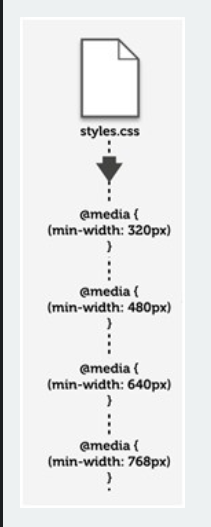 styles.css
@media {
(min-width: 320px)
}
@media {
(min-width: 480px)
}
@media {
(min-width: 640px)
}
@media {
(min-width: 768px)
}